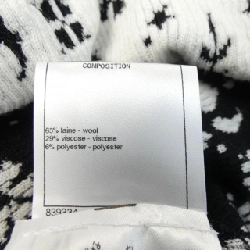 COMPOSITION
65% laine - wool
29% viscose - viscose
6% polyester - polyester